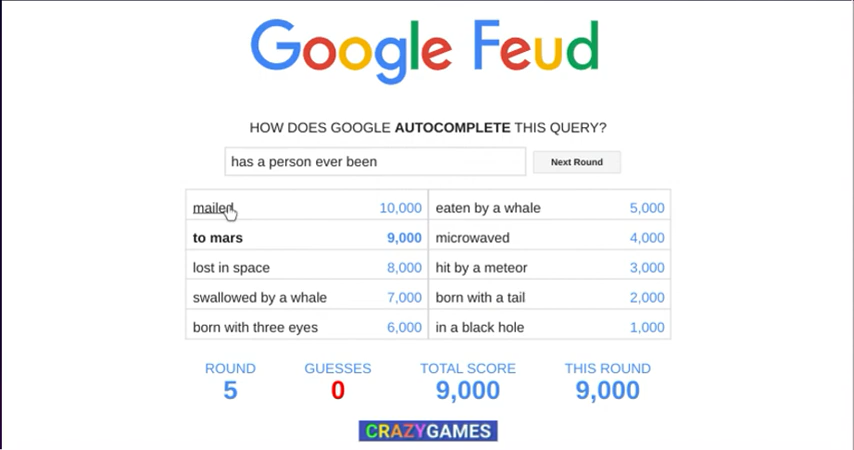 Google Feud
HOW DOES GOOGLE AUTOCOMPLETE THIS QUERY?
has a person ever been
Next Round
mailed 10,000 eaten by a whale 5,000
to mars 9,000 microwaved 4,000
lost in space 8,000 hit by a meteor 3,000
swallowed by a whale 7,000 born with a tail 2,000
born with three eyes 6,000 in a black hole 1,000
ROUND GUESSES TOTAL SCORE THIS ROUND
5 0 9,000 9,000
CRAZYGAMES